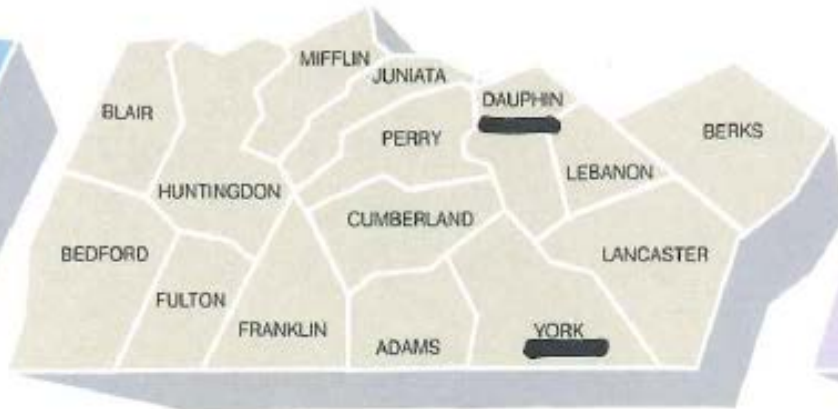 MIFFLIN
JUNIATA
DAUPHIN
BLAIR
PERRY
BERKS
LEBANON
HUNTINGDON
CUMBERLAND
BEDFORD
LANCASTER
FULTON
FRANKLIN
YORK
ADAMS